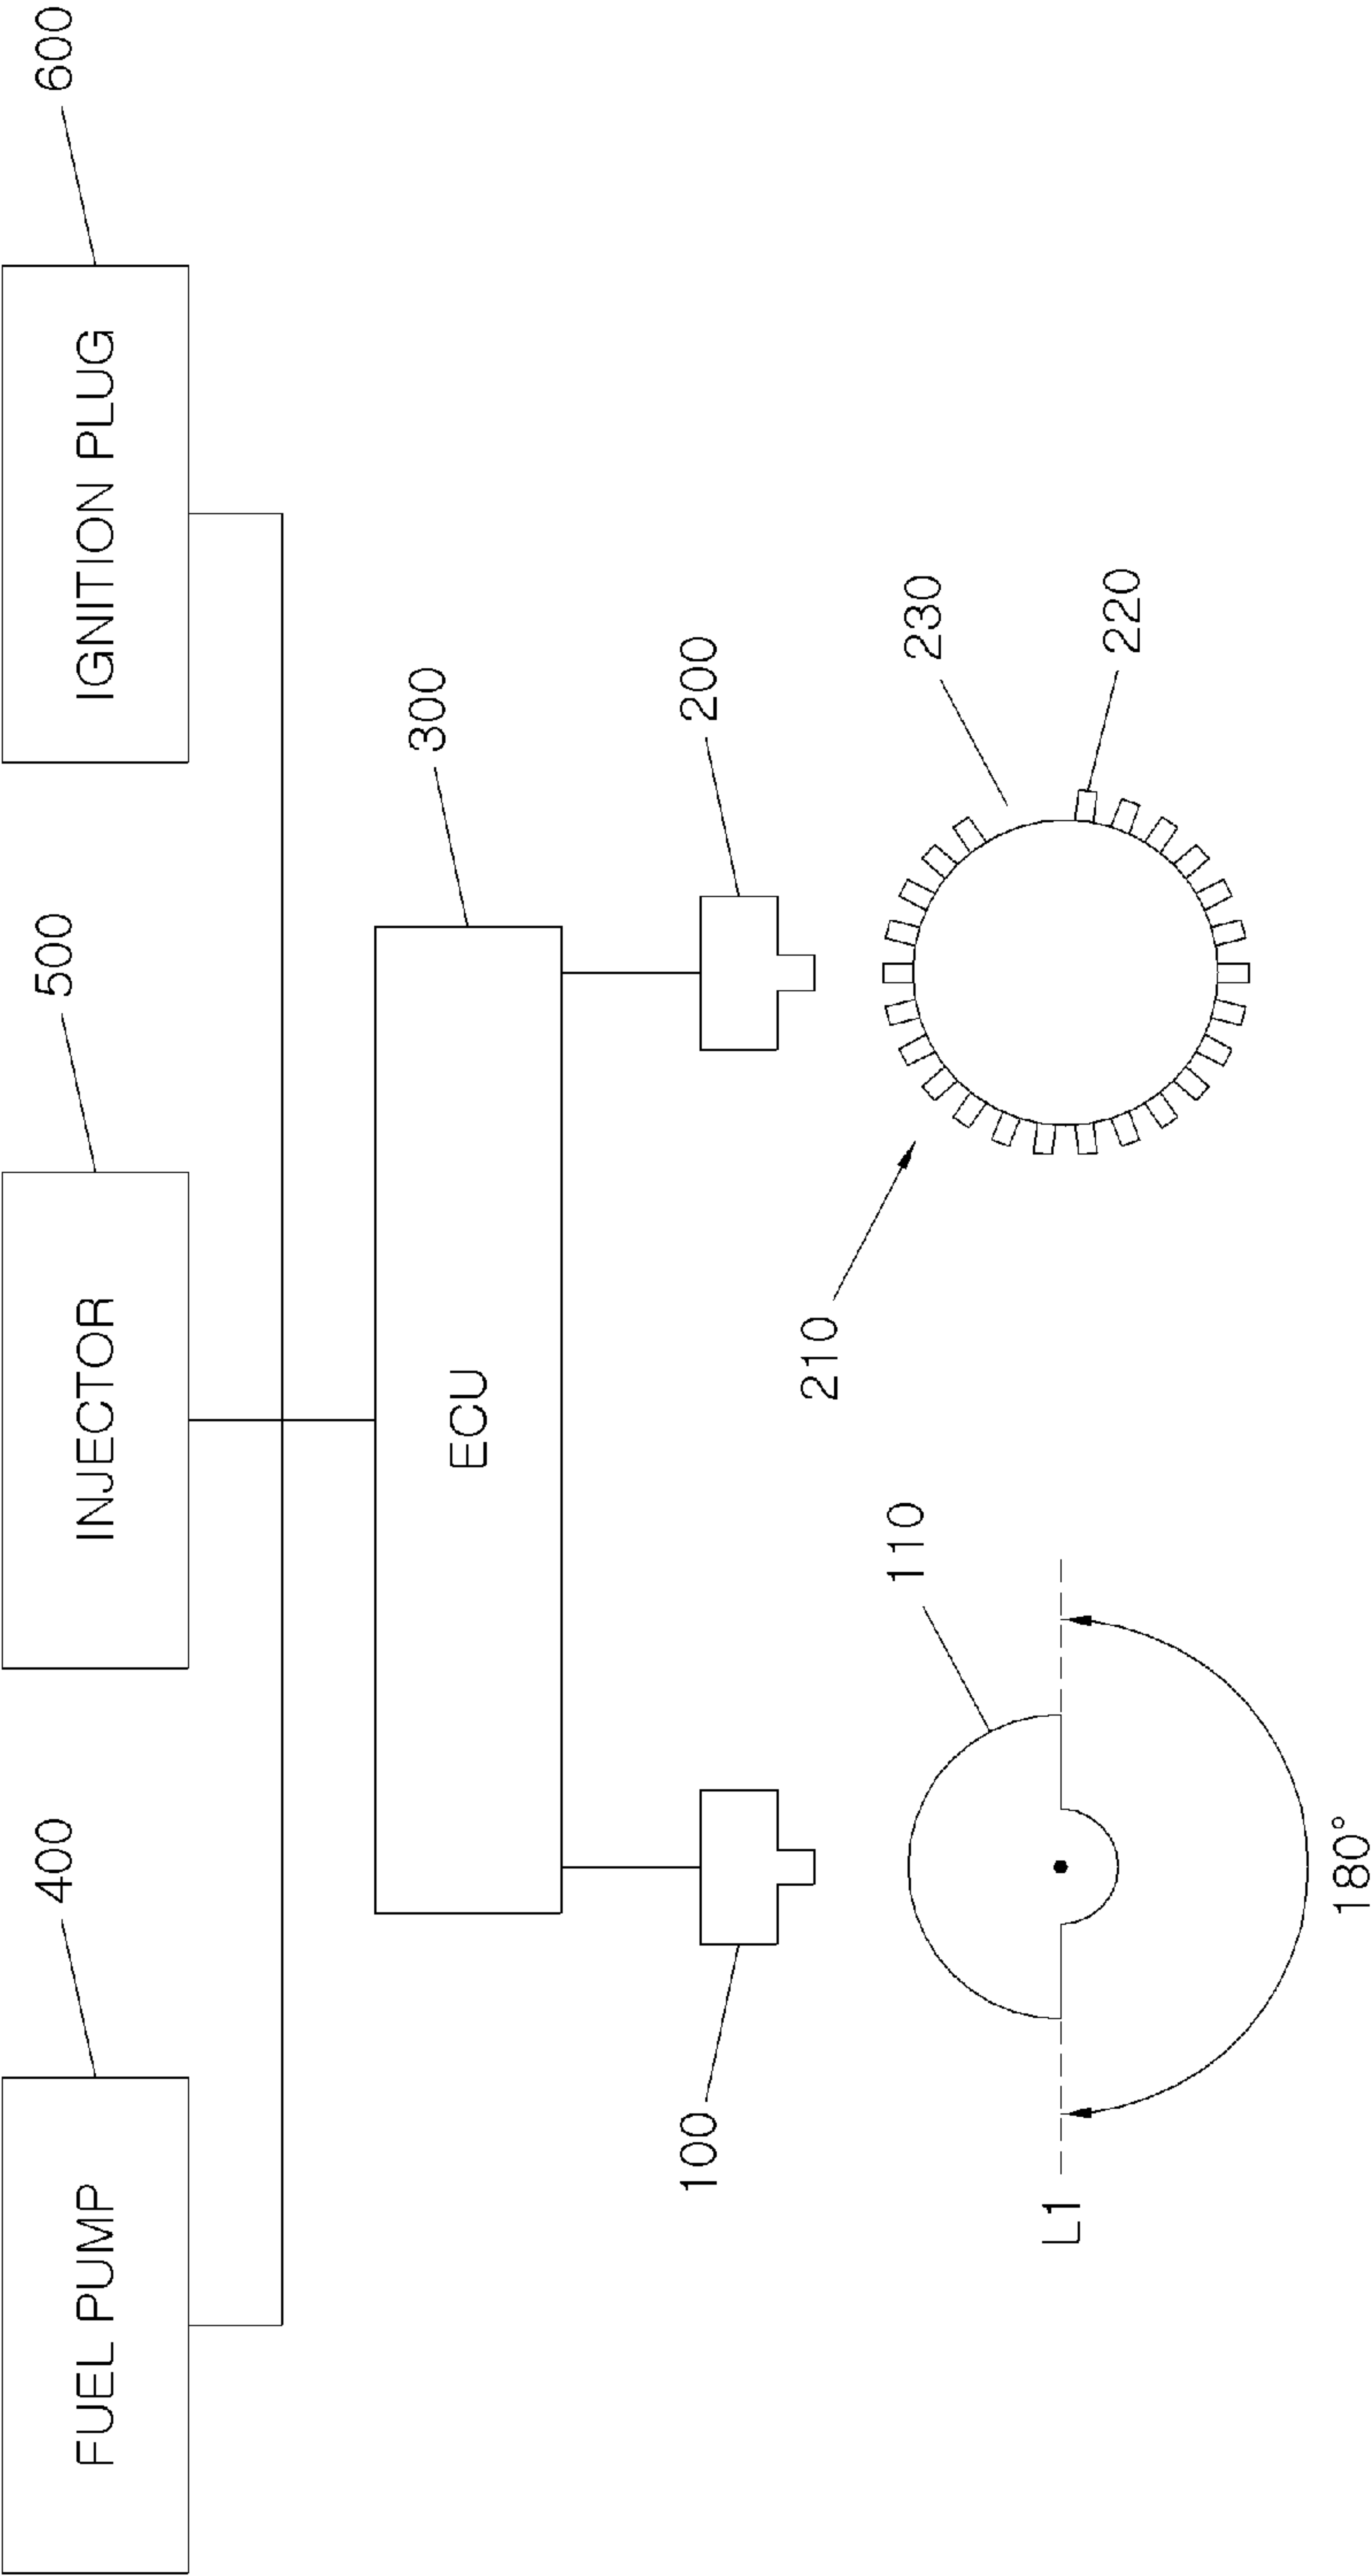 400
500
600
FUEL PUMP
INJECTOR
IGNITION PLUG
300
ECU
100
200
210
110
230
L1
220
180°